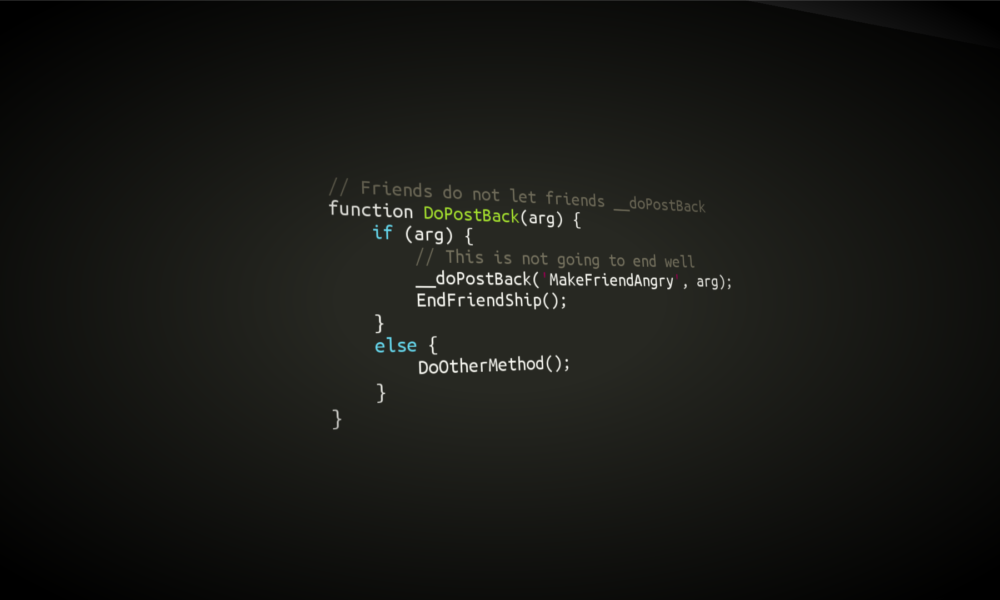 // Friends do not let friends __doPostBack
function DoPostBack(arg) {
if (arg) {
// This is not going to end well
__doPostBack('MakeFriendAngry', arg);
EndFriendShip();
}
else {
DoOtherMethod();
}
}